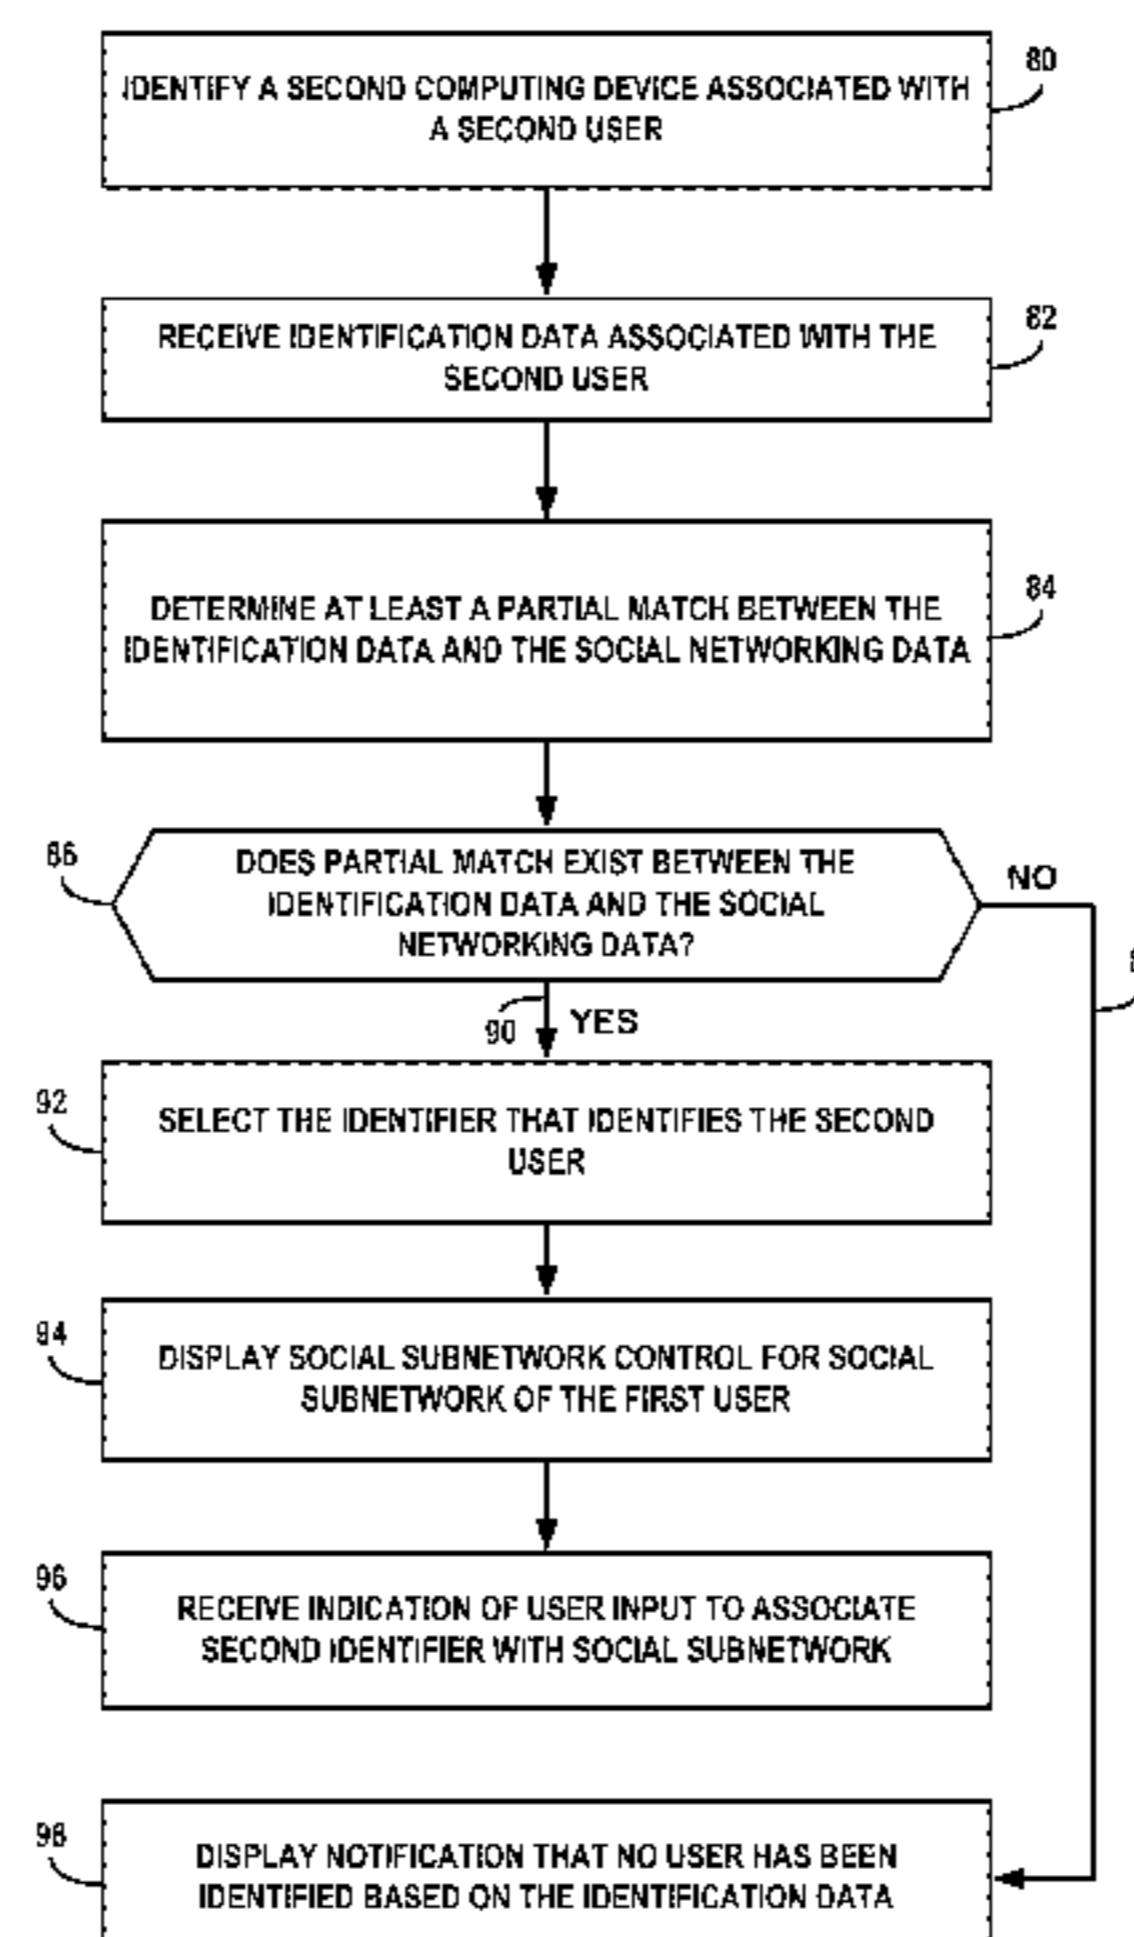 IDENTIFY A SECOND COMPUTING DEVICE ASSOCIATED WITH
A SECOND USER
80
RECEIVE IDENTIFICATION DATA ASSOCIATED WITH THE
SECOND USER
82
DETERMINE AT LEAST A PARTIAL MATCH BETWEEN THE
IDENTIFICATION DATA AND THE SOCIAL NETWORKING DATA
84
86
DOES PARTIAL MATCH EXIST BETWEEN THE
IDENTIFICATION DATA AND THE SOCIAL
NETWORKING DATA?
NO
90
YES
92
SELECT THE IDENTIFIER THAT IDENTIFIES THE SECOND
USER
94
DISPLAY SOCIAL SUBNETWORK CONTROL FOR SOCIAL
SUBNETWORK OF THE FIRST USER
96
RECEIVE INDICATION OF USER INPUT TO ASSOCIATE
SECOND IDENTIFIER WITH SOCIAL SUBNETWORK
98
DISPLAY NOTIFICATION THAT NO USER HAS BEEN
IDENTIFIED BASED ON THE IDENTIFICATION DATA